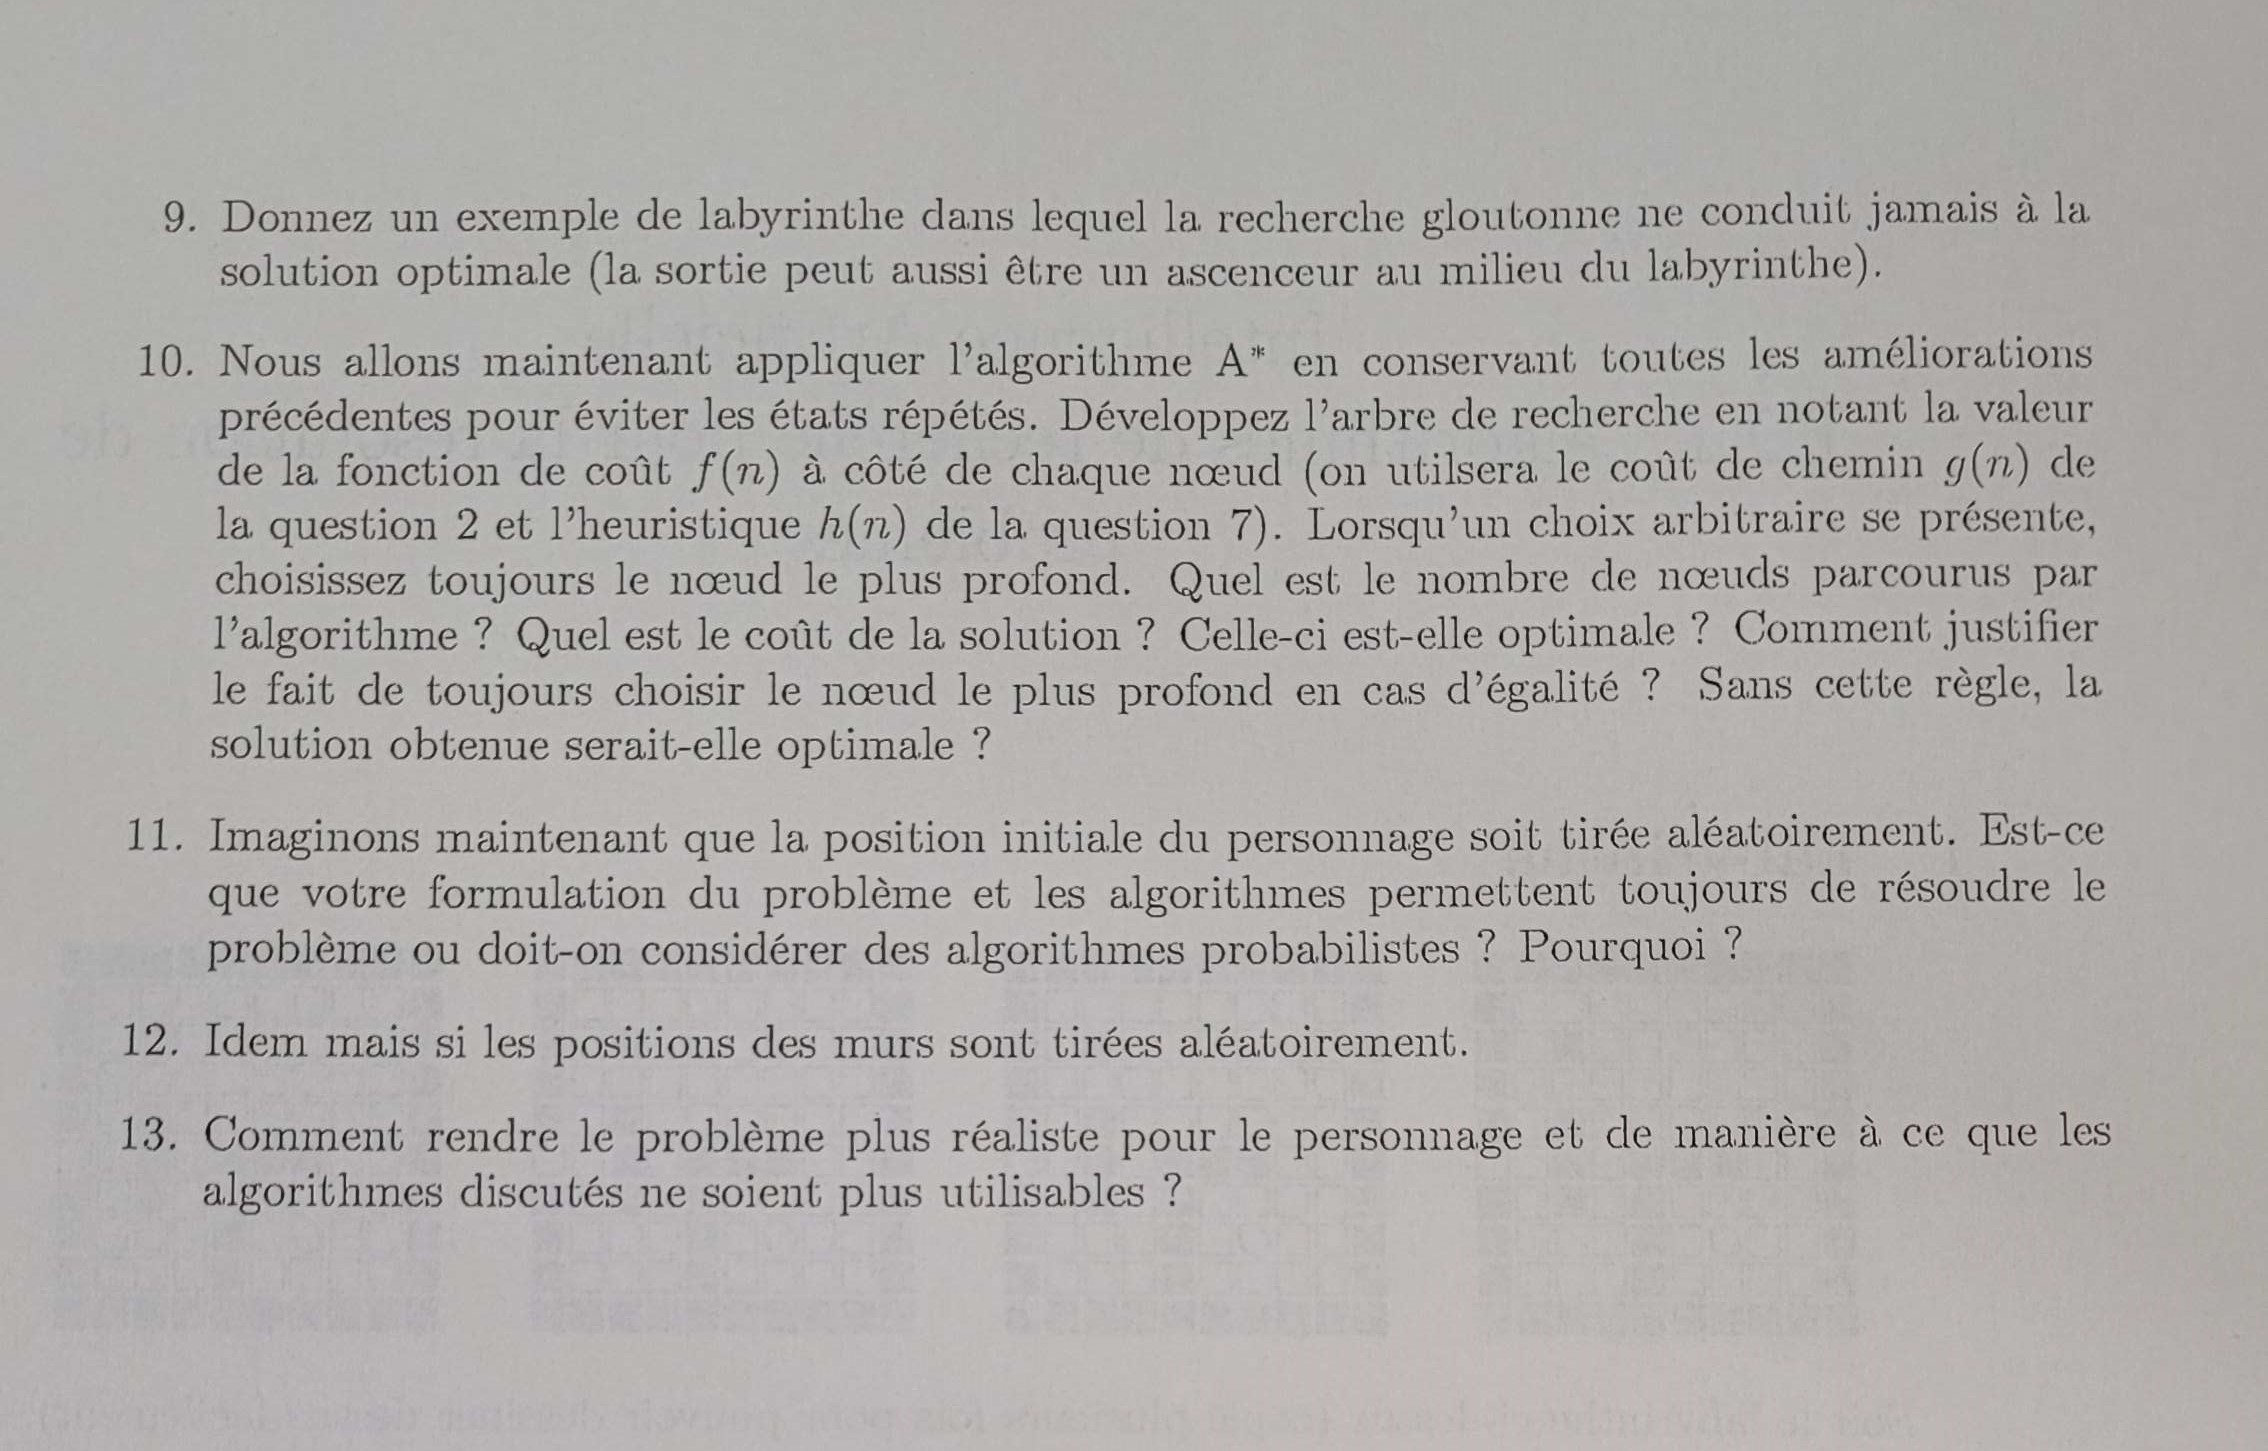 9. Donnez un exemple de labyrinthe dans lequel la recherche gloutonne ne conduit jamais à la
solution optimale (la sortie peut aussi être un ascenceur au milieu du labyrinthe).
10. Nous allons maintenant appliquer l'algorithme A* en conservant toutes les améliorations
précédentes pour éviter les états répétés. Développez l'arbre de recherche en notant la valeur
de la fonction de coût f(n) à côté de chaque nœud (on utilsera le coût de chemin g(n) de
la question 2 et l'heuristique h(n) de la question 7). Lorsqu'un choix arbitraire se présente,
choisissez toujours le nœud le plus profond. Quel est le nombre de nœuds parcourus par
l'algorithme ? Quel est le coût de la solution ? Celle-ci est-elle optimale ? Comment justifier
le fait de toujours choisir le nœud le plus profond en cas d'égalité ? Sans cette règle, la
solution obtenue serait-elle optimale ?
11. Imaginons maintenant que la position initiale du personnage soit tirée aléatoirement. Est-ce
que votre formulation du problème et les algorithmes permettent toujours de résoudre le
problème ou doit-on considérer des algorithmes probabilistes ? Pourquoi ?
12. Idem mais si les positions des murs sont tirées aléatoirement.
13. Comment rendre le problème plus réaliste pour le personnage et de manière à ce que les
algorithmes discutés ne soient plus utilisables ?